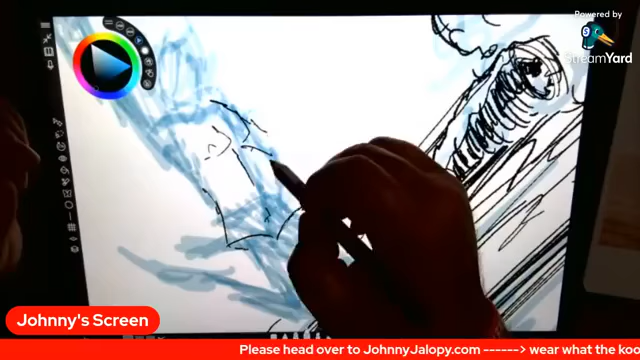 Powered by
StreamYard
Johnny's Screen
Please head over to JohnnyJalopy.com ------> wear what the koo